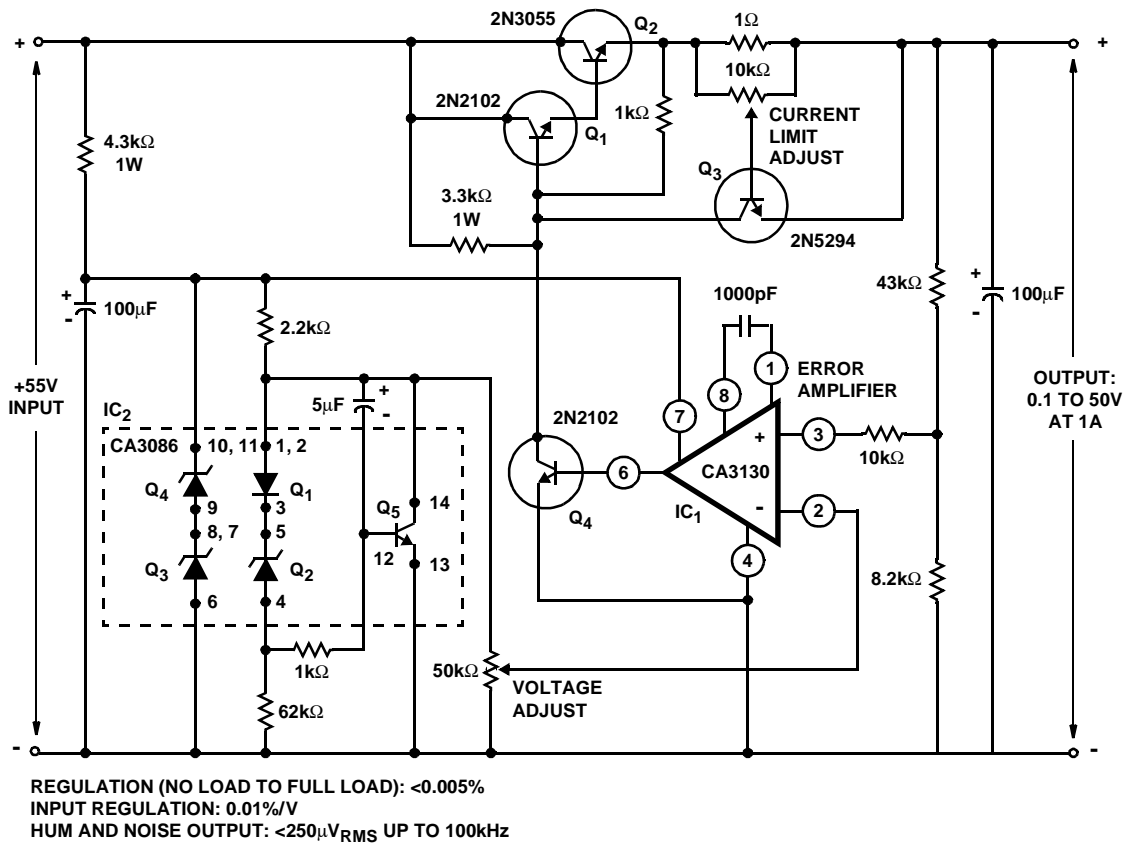 2N3055
Q2
1Ω
+
+
10kΩ
2N2102
Q1
1kΩ
CURRENT
LIMIT
ADJUST
4.3kΩ
1W
Q3
3.3kΩ
1W
2N5294
+
-
100μF
2.2kΩ
1000pF
43kΩ
+
-
100μF
+55V
INPUT
5μF
+
-
1
ERROR
AMPLIFIER
8
OUTPUT:
0.1 TO 50V
AT 1A
IC2
CA3086
10, 11
1, 2
2N2102
7
+
3
10kΩ
Q4
Q1
6
CA3130
9
3
Q5
14
-
2
8, 7
5
Q4
IC1
12
13
4
Q3
Q2
8.2kΩ
6
4
1kΩ
50kΩ
VOLTAGE
ADJUST
62kΩ
-
-
REGULATION (NO LOAD TO FULL LOAD): <0.005%
INPUT REGULATION: 0.01%/V
HUM AND NOISE OUTPUT: <250μVRMS UP TO 100kHz